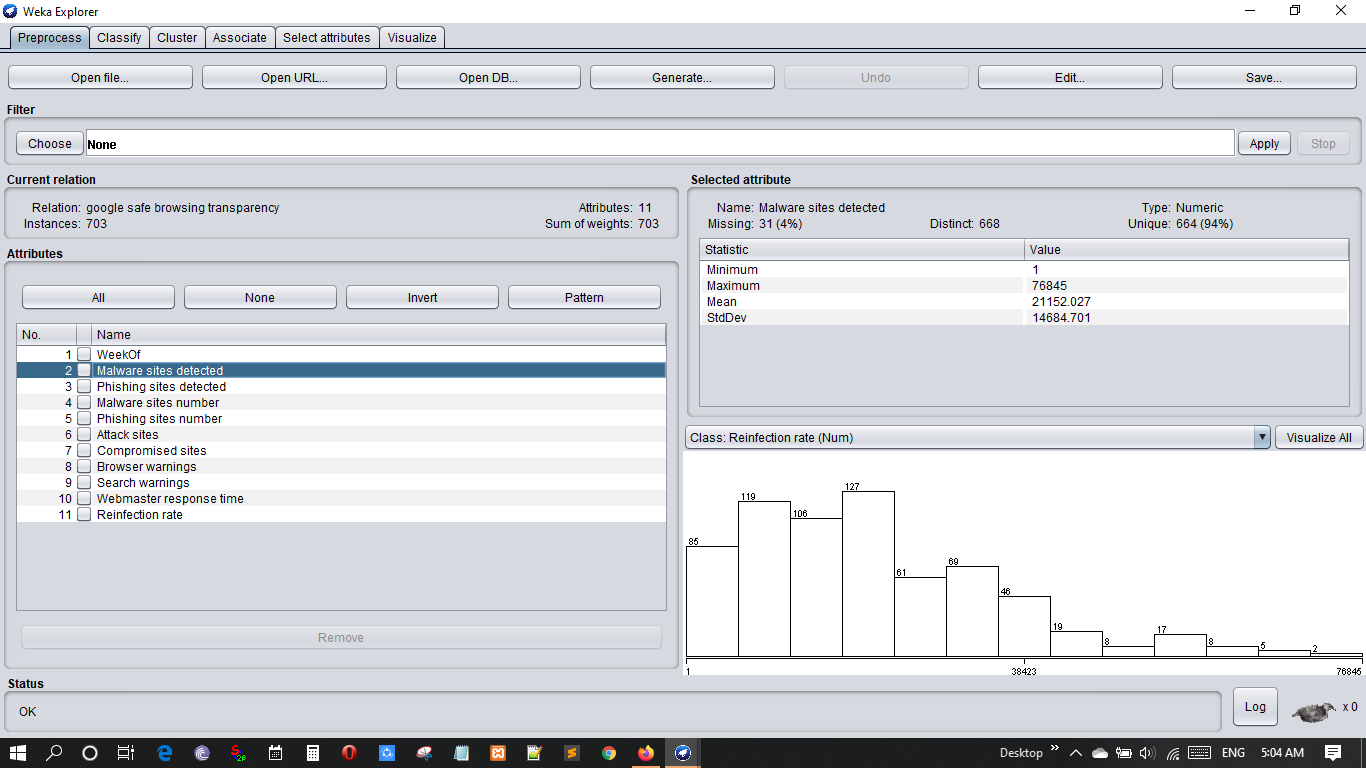 Weka Explorer
Preprocess Classify Cluster Associate Select attributes Visualize
Open file... Open URL... Open DB... Generate... Undo Edit... Save...
Filter
Choose None Apply Stop
Current relation
Relation: google safe browsing transparency Attributes: 11
Instances: 703 Sum of weights: 703
Attributes
All None Invert Pattern
No. Name
1 WeekOf
2 Malware sites detected
3 Phishing sites detected
4 Malware sites number
5 Phishing sites number
6 Attack sites
7 Compromised sites
8 Browser warnings
9 Search warnings
10 Webmaster response time
11 Reinfection rate
Remove
Selected attribute
Name: Malware sites detected Type: Numeric
Missing: 31 (4%) Distinct: 668 Unique: 664 (94%)
Statistic Value
Minimum 1
Maximum 76845
Mean 21152.027
StdDev 14684.701
Class: Reinfection rate (Num) Visualize All
85 119 106 127 61 69 46 19 8 17 8 5 2
1 38423 76845
Status
OK
Log x 0
Desktop ENG 5:04 AM